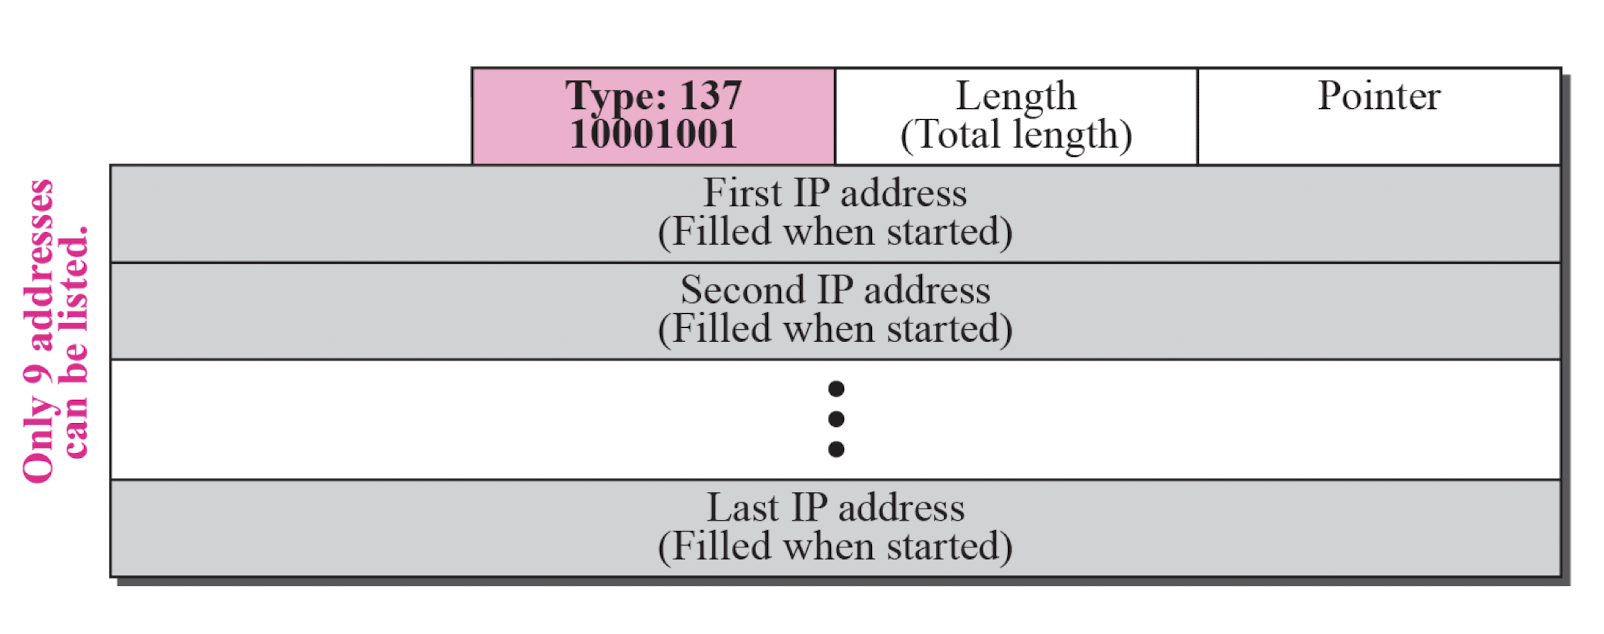 Type: 137
10001001
Length
(Total length)
Pointer
Only 9 addresses
can be listed.
First IP address
(Filled when started)
Second IP address
(Filled when started)
Last IP address
(Filled when started)